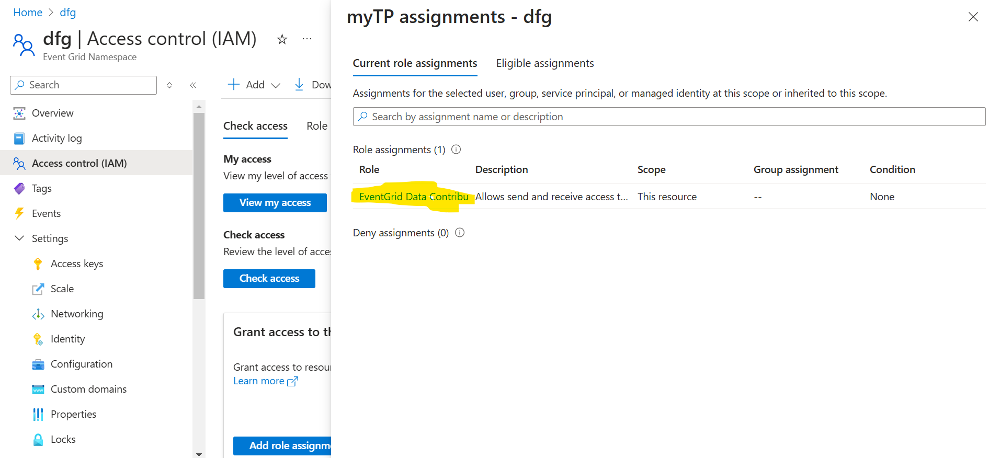 Home > dfg
dfg | Access control (IAM)
Event Grid Namespace
Search
Overview
Activity log
Access control (IAM)
Tags
Events
Settings
Access keys
Scale
Networking
Identity
Configuration
Custom domains
Properties
Locks
Add
Dow
Check access
Role
My access
View my level of access
View my access
Check access
Review the level of acce
Check access
Grant access to th
Grant access to resou
Learn more
Add role assignm
myTP assignments - dfg
Current role assignments
Eligible assignments
Assignments for the selected user, group, service principal, or managed identity at this scope or inherited to this scope.
Search by assignment name or description
Role assignments (1)
Role Description Scope Group assignment Condition
EventGrid Data Contribu Allows send and receive access t... This resource -- None
Deny assignments (0)